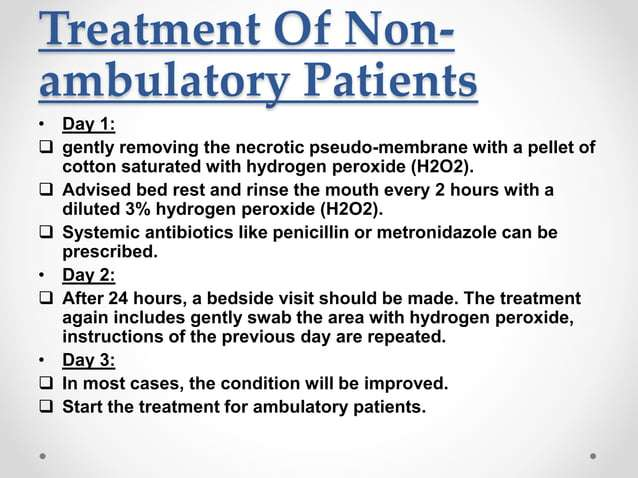 Treatment Of Non-
ambulatory Patients
• Day 1:
❑ gently removing the necrotic pseudo-membrane with a pellet of
cotton saturated with hydrogen peroxide (H2O2).
❑ Advised bed rest and rinse the mouth every 2 hours with a
diluted 3% hydrogen peroxide (H2O2).
❑ Systemic antibiotics like penicillin or metronidazole can be
prescribed.
• Day 2:
❑ After 24 hours, a bedside visit should be made. The treatment
again includes gently swab the area with hydrogen peroxide,
instructions of the previous day are repeated.
• Day 3:
❑ In most cases, the condition will be improved.
❑ Start the treatment for ambulatory patients.